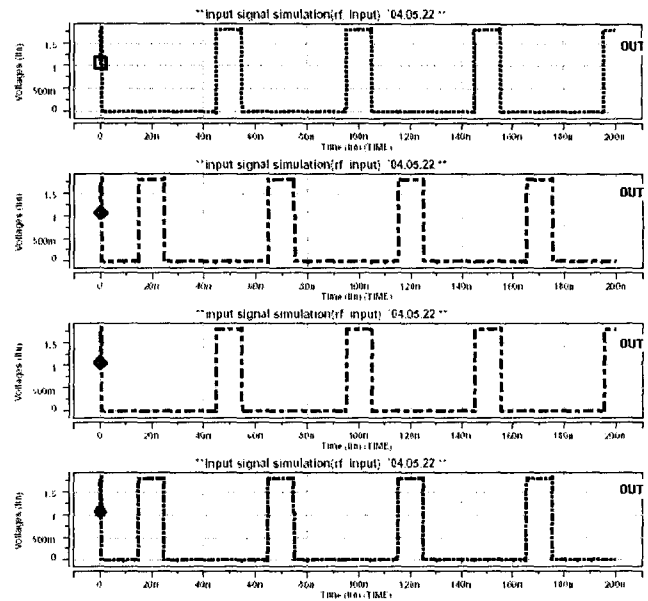 **input signal simulation(rf_input) `04.05.22 **
Voltages (lin)
1.5
1
500m
0
OUT
0 20n 40n 60n 80n 100n 120n 140n 160n 180n 200n
Time (lin) (TIME)
**input signal simulation(rf_input) `04.05.22 **
Voltages (lin)
1.5
1
500m
0
OUT
0 20n 40n 60n 80n 100n 120n 140n 160n 180n 200n
Time (lin) (TIME)
**input signal simulation(rf_input) `04.05.22 **
Voltages (lin)
1.5
1
500m
0
OUT
0 20n 40n 60n 80n 100n 120n 140n 160n 180n 200n
Time (lin) (TIME)
**input signal simulation(rf_input) `04.05.22 **
Voltages (lin)
1.5
1
500m
0
OUT
0 20n 40n 60n 80n 100n 120n 140n 160n 180n 200n
Time (lin) (TIME)